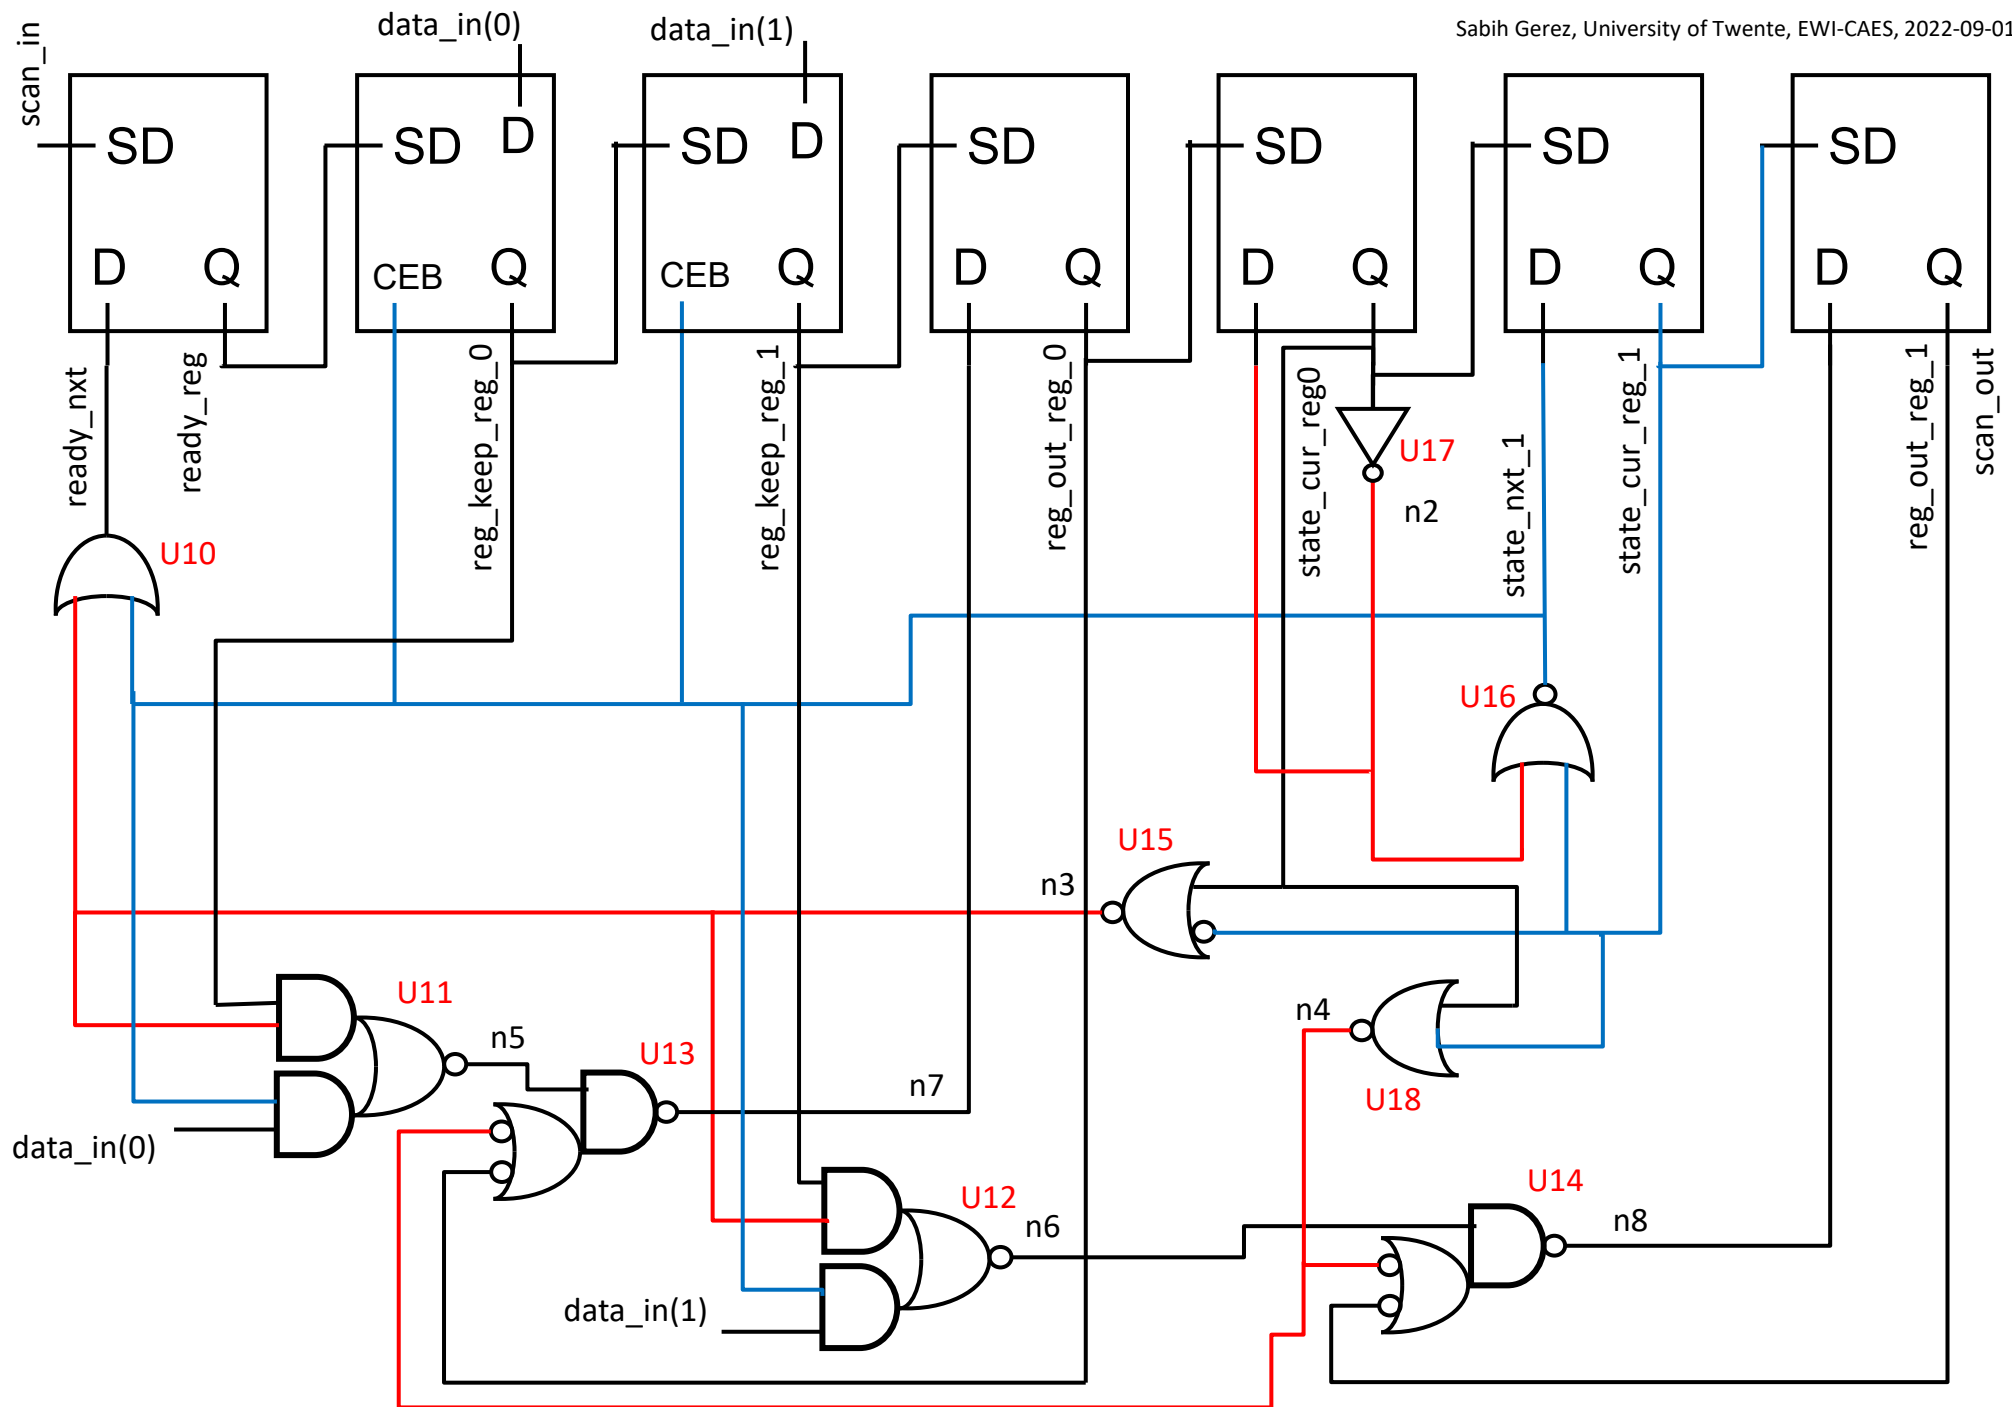 Sabih Gerez, University of Twente, EWI-CAES, 2022-09-01
scan_in
data_in(0)
data_in(1)
SD
D
Q
SD
D
CEB
Q
SD
D
CEB
Q
SD
D
Q
SD
D
Q
SD
D
Q
SD
D
Q
ready_nxt
ready_reg
reg_keep_reg_0
reg_keep_reg_1
reg_out_reg_0
state_cur_reg0
U17
n2
state_nxt_1
state_cur_reg_1
reg_out_reg_1
scan_out
U10
U16
U15
n3
U11
n4
n5
U13
U18
n7
data_in(0)
U12
n6
U14
n8
data_in(1)